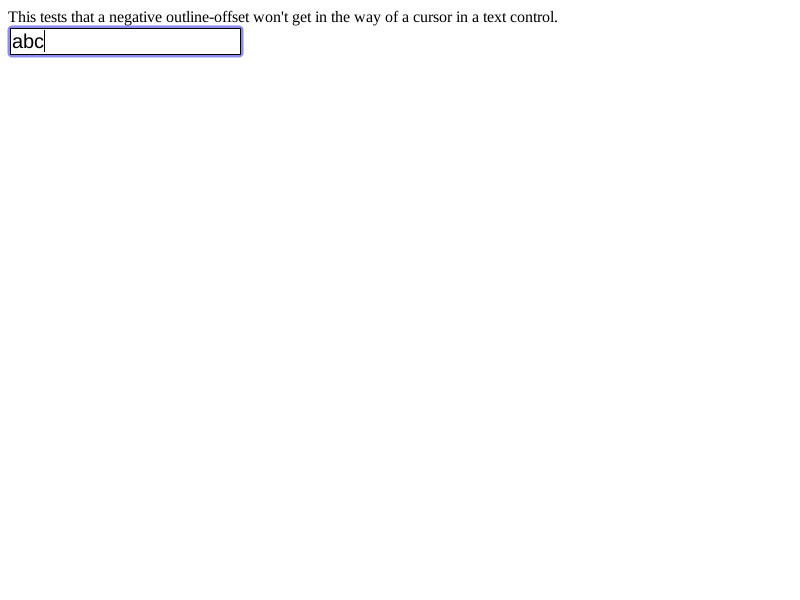 This tests that a negative outline-offset won't get in the way of a cursor in a text control.
abc